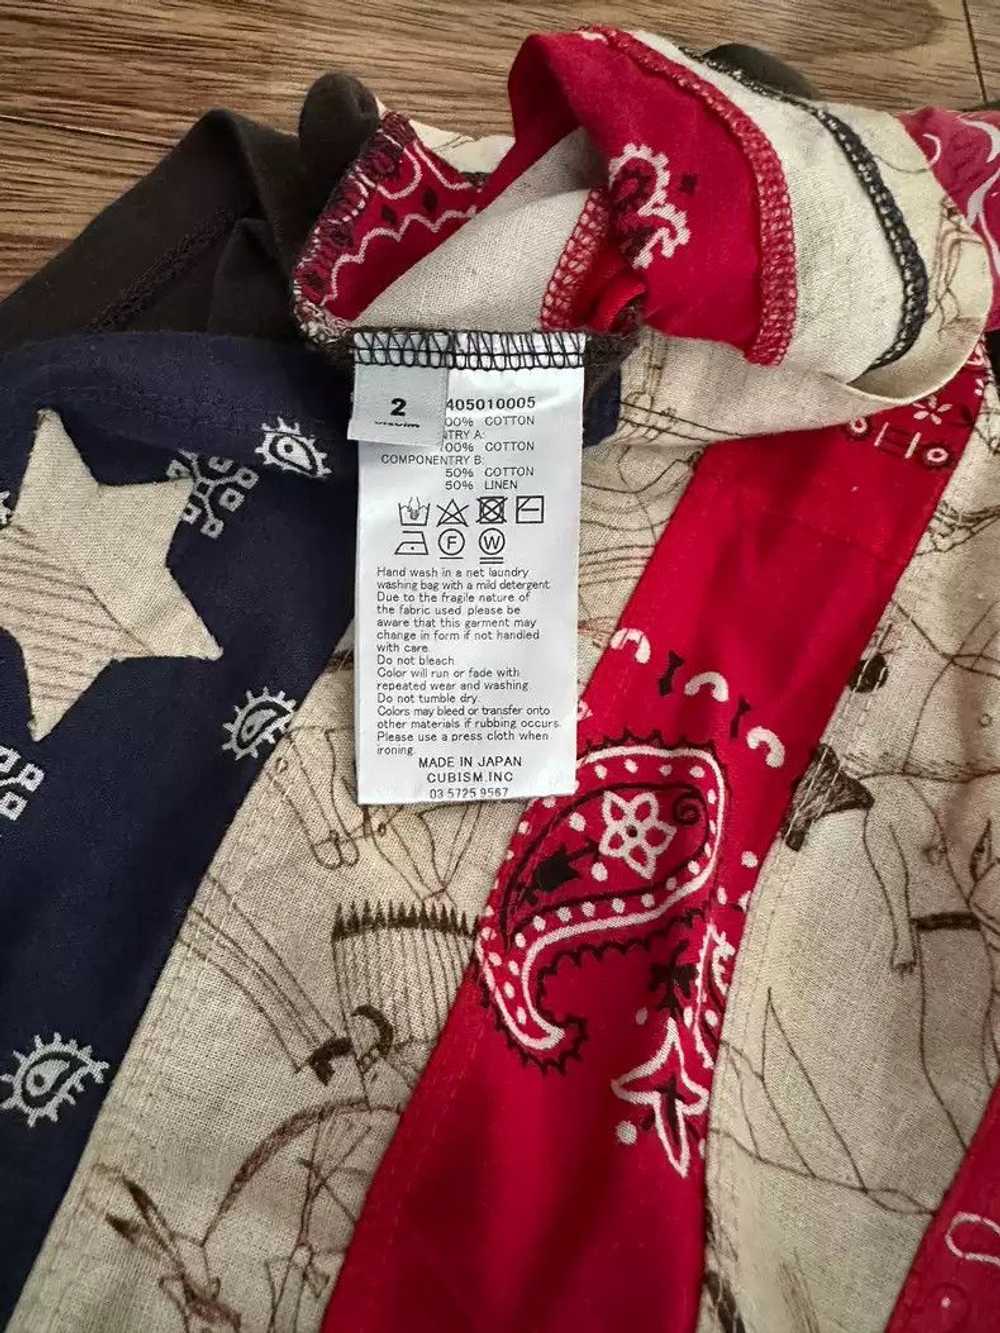 2
visvim
405010005
00% COTTON
NTRY A:
100% COTTON
COMPONENTRY B:
50% COTTON
50% LINEN
F
W
Hand wash in a net laundry
washing bag with a mild detergent.
Due to the fragile nature of
the fabric used please be
aware that this garment may
change in form if not handled
with care.
Do not bleach
Color will run or fade with
repeated wear and washing
Do not tumble dry.
Colors may bleed or transfer onto
other materials if rubbing occurs.
Please use a press cloth when
ironing.
MADE IN JAPAN
CUBISM.INC
03 5725 9567